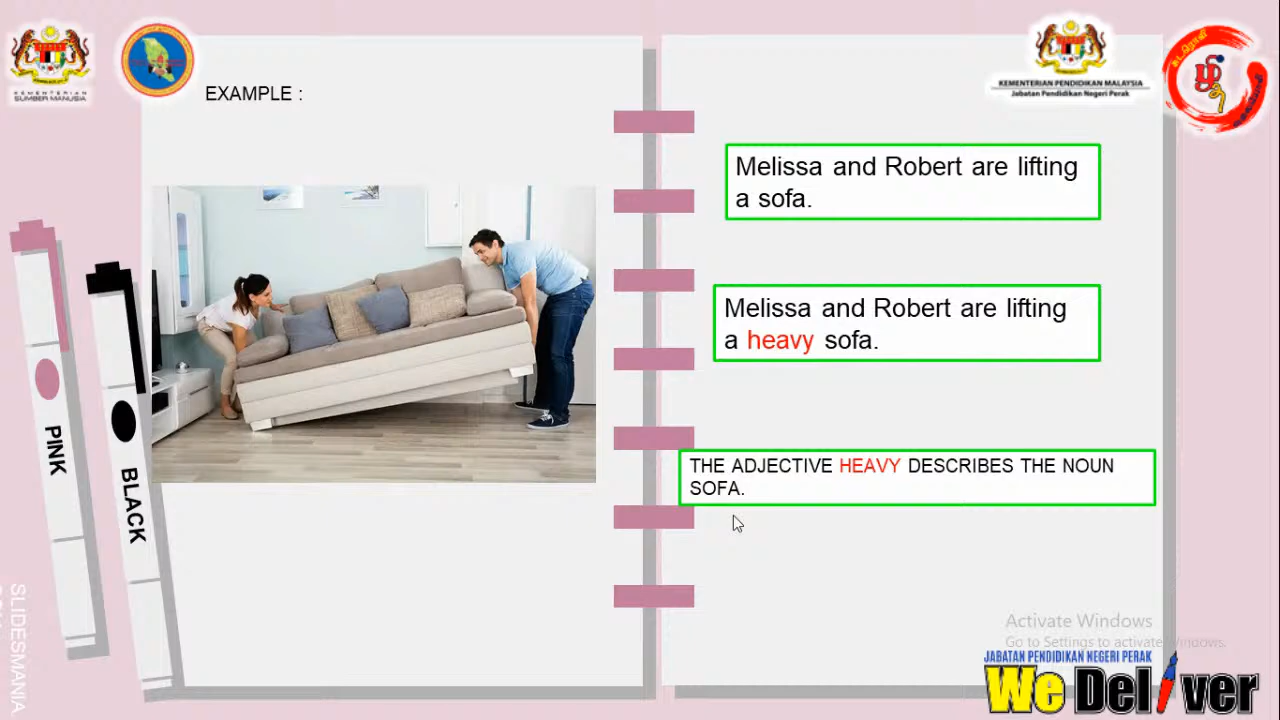 KEMENTERIAN
SUMBER MANUSIA
EXAMPLE :
KEMENTERIAN PENDIDIKAN MALAYSIA
Jabatan Pendidikan Negeri Perak
Melissa and Robert are lifting
a sofa.
Melissa and Robert are lifting
a heavy sofa.
THE ADJECTIVE HEAVY DESCRIBES THE NOUN
SOFA.
PINK
BLACK
SLIDESMANIA.
Activate Windows
Go to Settings to activate Windows.
JABATAN PENDIDIKAN NEGERI PERAK
We Deliver